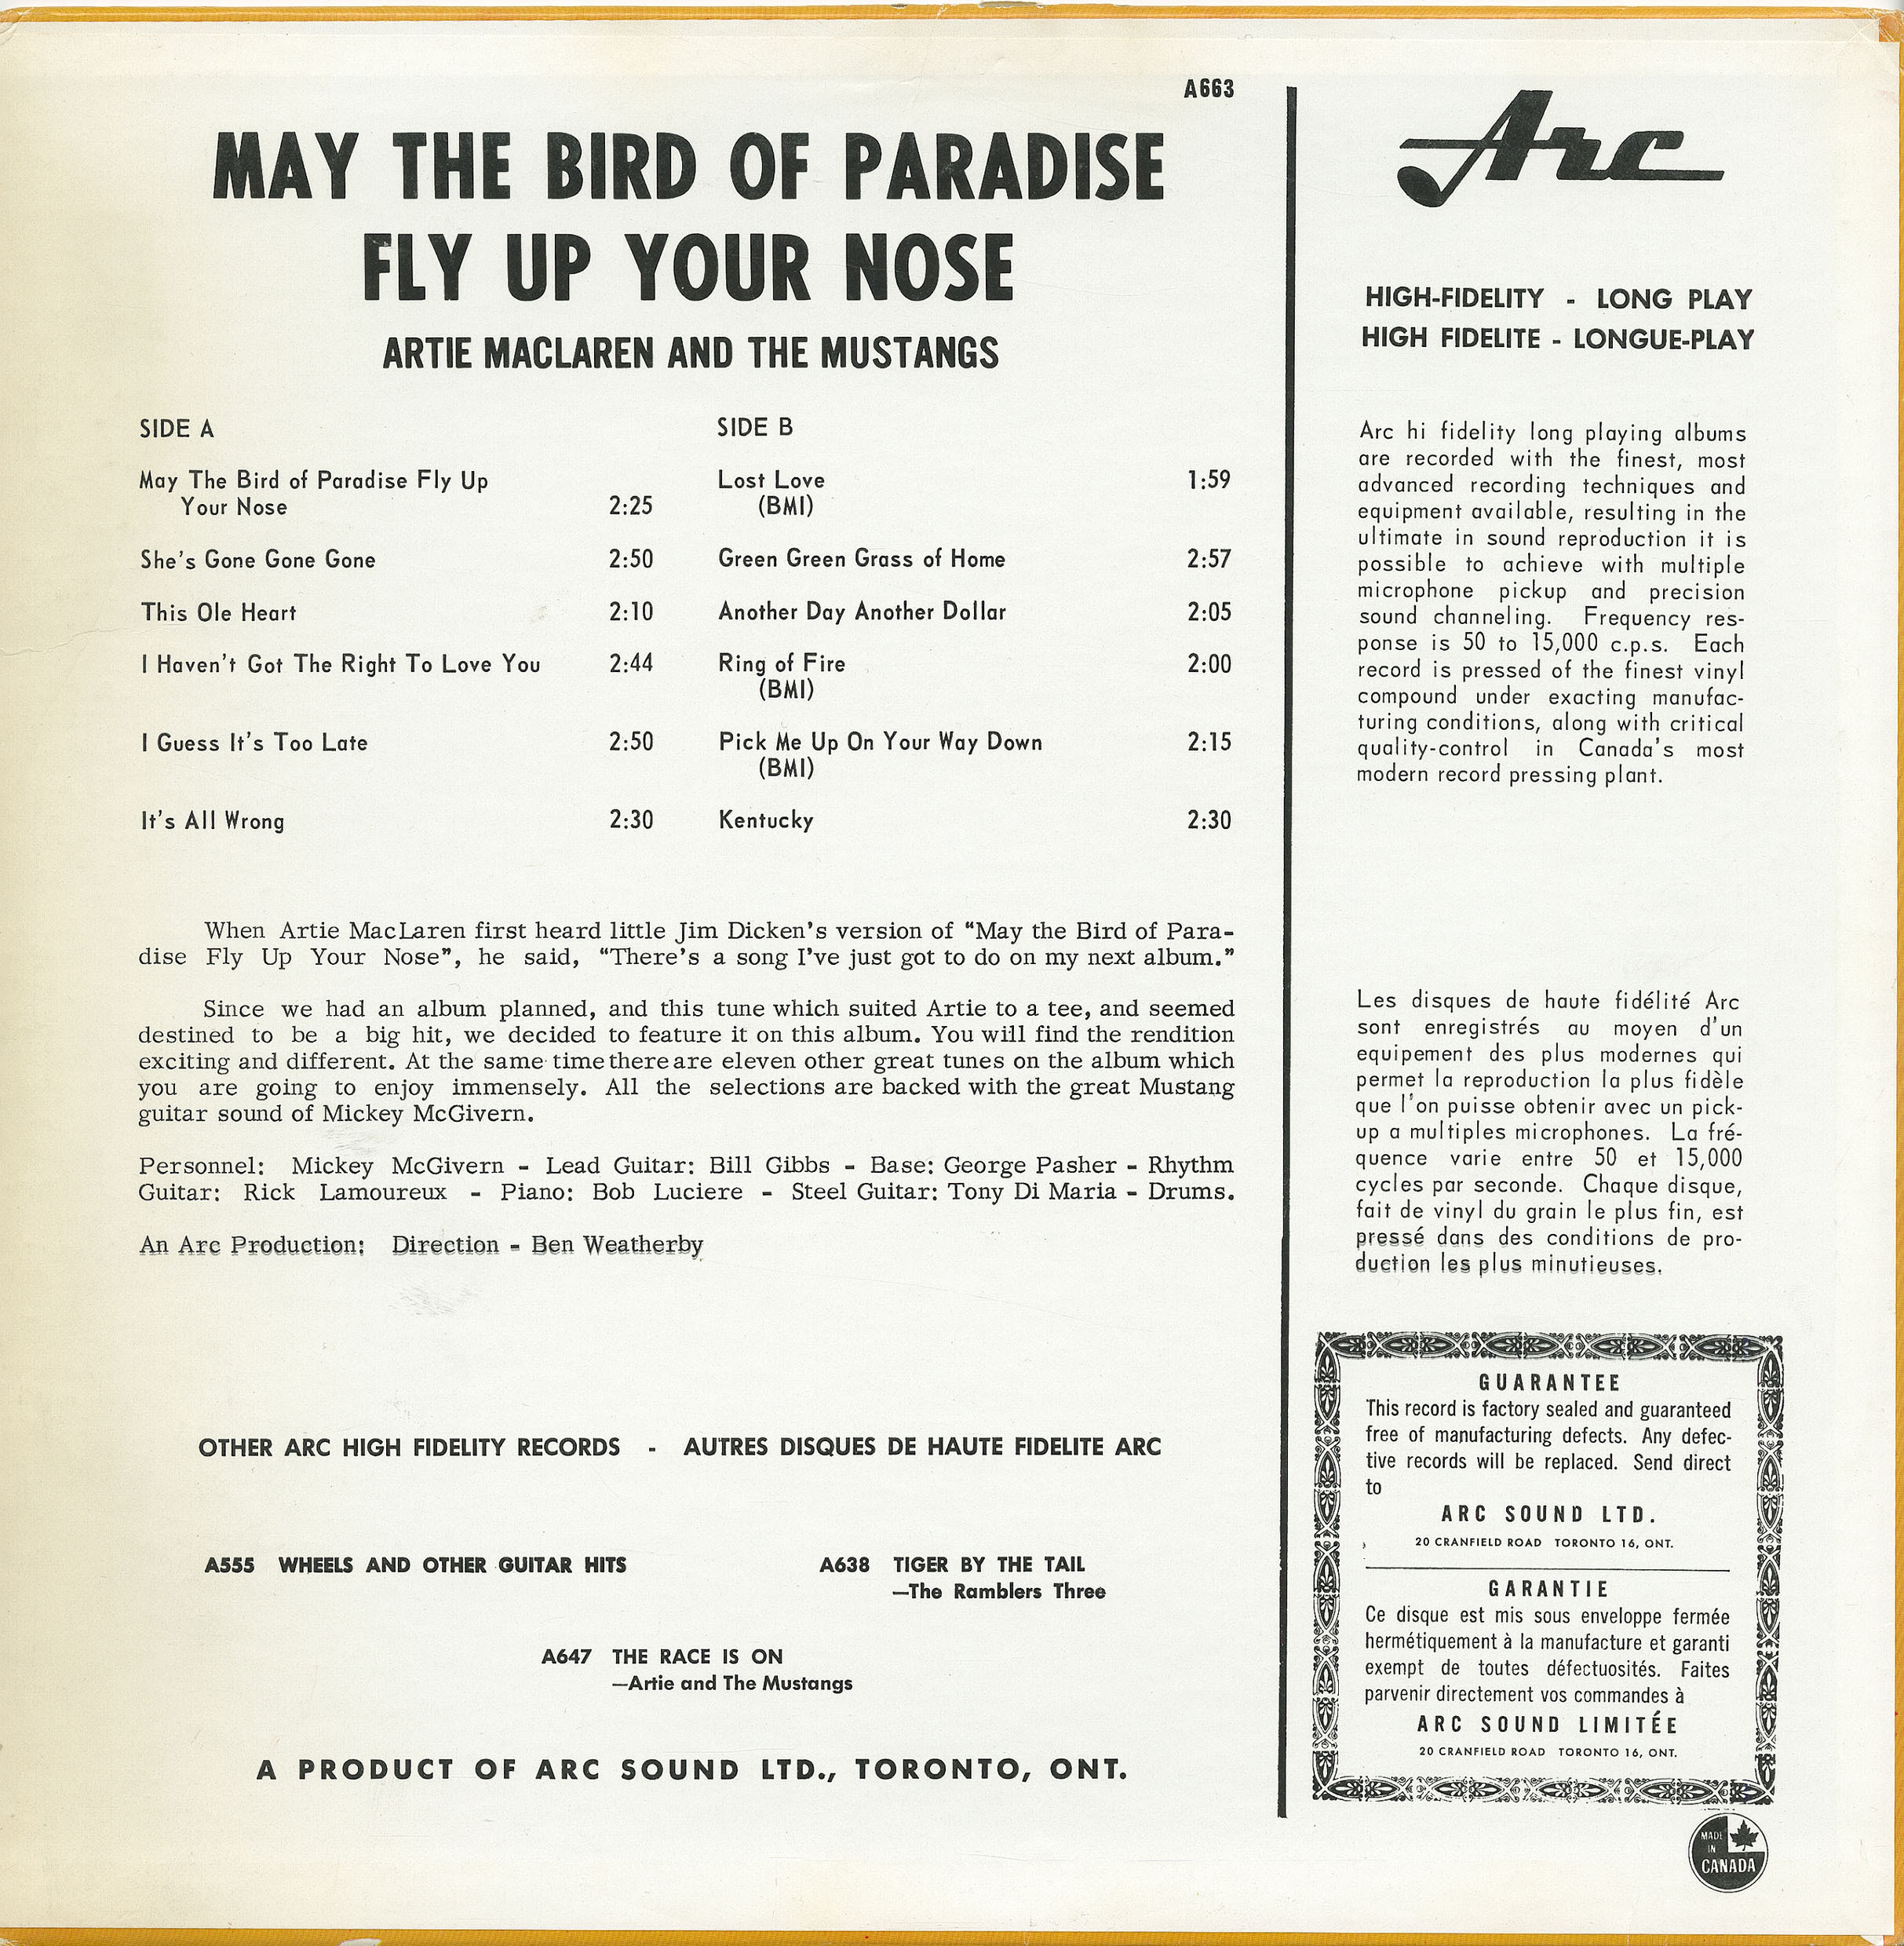 A663
MAY THE BIRD OF PARADISE
FLY UP YOUR NOSE
ARTIE MACLAREN AND THE MUSTANGS
SIDE A
May The Bird of Paradise Fly Up
Your Nose 2:25
She's Gone Gone Gone 2:50
This Ole Heart 2:10
I Haven't Got The Right To Love You 2:44
I Guess It's Too Late 2:50
It's All Wrong 2:30
SIDE B
Lost Love 1:59
(BMI)
Green Green Grass of Home 2:57
Another Day Another Dollar 2:05
Ring of Fire 2:00
(BMI)
Pick Me Up On Your Way Down 2:15
(BMI)
Kentucky 2:30
When Artie MacLaren first heard little Jim Dicken's version of "May the Bird of Para-
dise Fly Up Your Nose", he said, "There's a song I've just got to do on my next album."
Since we had an album planned, and this tune which suited Artie to a tee, and seemed
destined to be a big hit, we decided to feature it on this album. You will find the rendition
exciting and different. At the same time there are eleven other great tunes on the album which
you are going to enjoy immensely. All the selections are backed with the great Mustang
guitar sound of Mickey McGivern.
Personnel: Mickey McGivern - Lead Guitar: Bill Gibbs - Base: George Pasher - Rhythm
Guitar: Rick Lamoureux - Piano: Bob Luciere - Steel Guitar: Tony Di Maria - Drums.
An Arc Production: Direction - Ben Weatherby
OTHER ARC HIGH FIDELITY RECORDS - AUTRES DISQUES DE HAUTE FIDELITE ARC
A555 WHEELS AND OTHER GUITAR HITS
A638 TIGER BY THE TAIL
—The Ramblers Three
A647 THE RACE IS ON
—Artie and The Mustangs
A PRODUCT OF ARC SOUND LTD., TORONTO, ONT.
Arc
HIGH-FIDELITY - LONG PLAY
HIGH FIDELITE - LONGUE-PLAY
Arc hi fidelity long playing albums
are recorded with the finest, most
advanced recording techniques and
equipment available, resulting in the
ultimate in sound reproduction it is
possible to achieve with multiple
microphone pickup and precision
sound channeling. Frequency res-
ponse is 50 to 15,000 c.p.s. Each
record is pressed of the finest vinyl
compound under exacting manufac-
turing conditions, along with critical
quality-control in Canada's most
modern record pressing plant.
Les disques de haute fidélité Arc
sont enregistrés au moyen d'un
equipement des plus modernes qui
permet la reproduction la plus fidèle
que l'on puisse obtenir avec un pick-
up a multiples microphones. La fré-
quence varie entre 50 et 15,000
cycles par seconde. Chaque disque,
fait de vinyl du grain le plus fin, est
pressé dans des conditions de pro-
duction les plus minutieuses.
GUARANTEE
This record is factory sealed and guaranteed
free of manufacturing defects. Any defec-
tive records will be replaced. Send direct
to
ARC SOUND LTD.
20 CRANFIELD ROAD TORONTO 16, ONT.
GARANTIE
Ce disque est mis sous enveloppe fermée
hermétiquement à la manufacture et garanti
exempt de toutes défectuosités. Faites
parvenir directement vos commandes à
ARC SOUND LIMITÉE
20 CRANFIELD ROAD TORONTO 16, ONT.
MADE
IN
CANADA